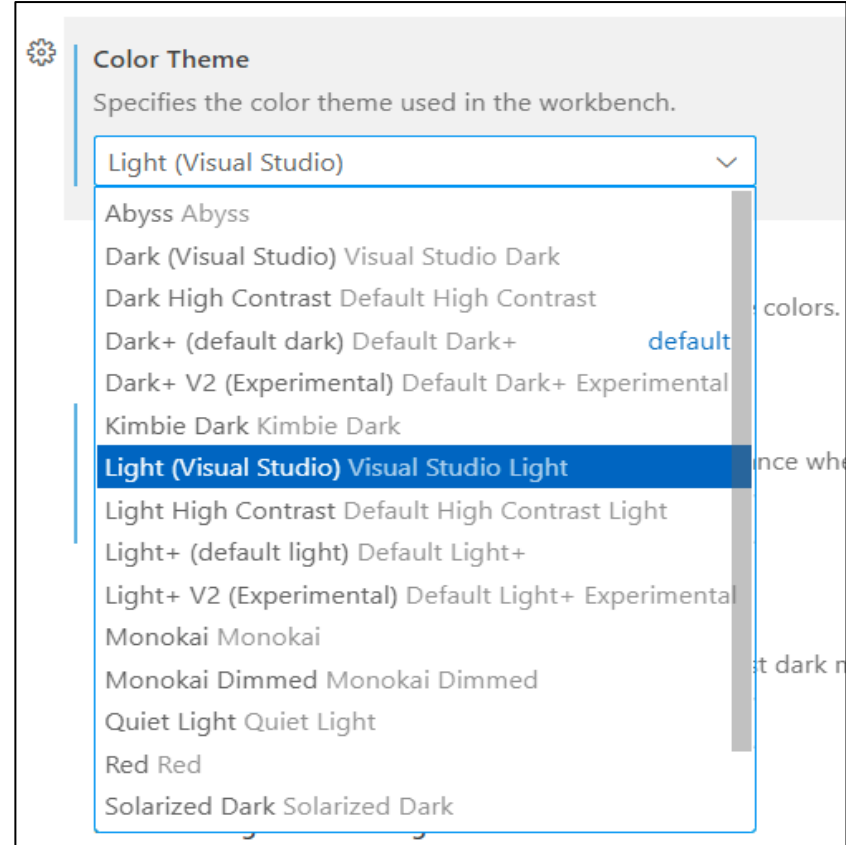 Color Theme
Specifies the color theme used in the workbench.
Light (Visual Studio)
Abyss Abyss
Dark (Visual Studio) Visual Studio Dark
Dark High Contrast Default High Contrast
colors.
Dark+ (default dark) Default Dark+ default
Dark+ V2 (Experimental) Default Dark+ Experimental
Kimbie Dark Kimbie Dark
Light (Visual Studio) Visual Studio Light
Light High Contrast Default High Contrast Light
Light+ (default light) Default Light+
Light+ V2 (Experimental) Default Light+ Experimental
Monokai Monokai
Monokai Dimmed Monokai Dimmed
dark
Quiet Light Quiet Light
Red Red
Solarized Dark Solarized Dark